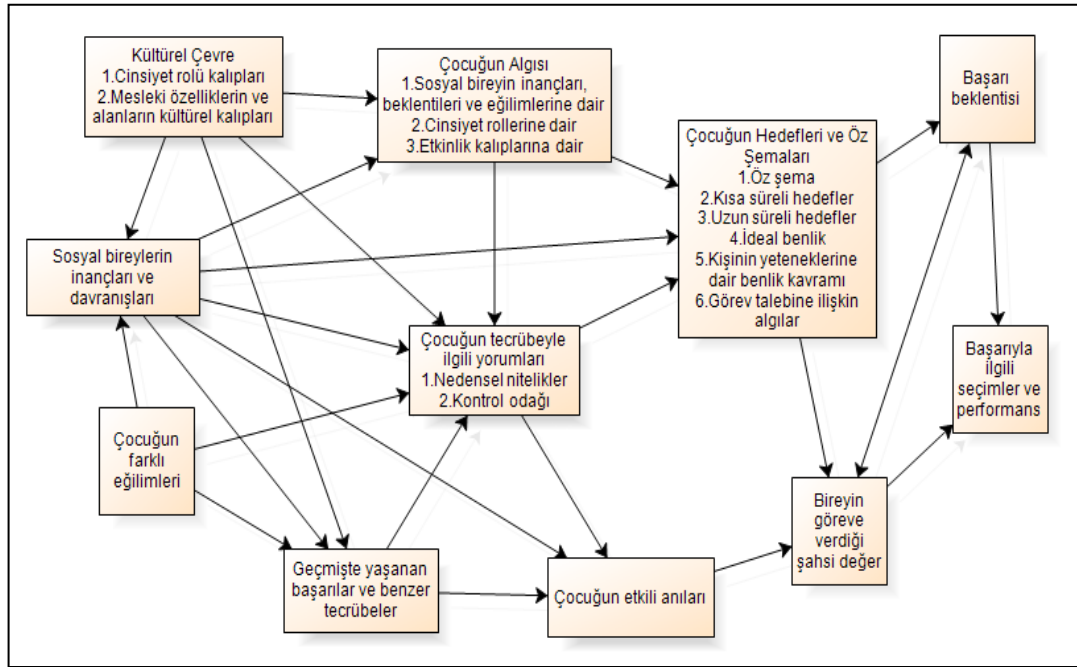 Kültürel Çevre
1.Cinsiyet rolü kalıpları
2.Mesleki özelliklerin ve
alanların kültürel kalıpları
Çocuğun Algısı
1.Sosyal bireyin inançları,
beklentileri ve eğilimlerine dair
2.Cinsiyet rollerine dair
3.Etkinlik kalıplarına dair
Başarı
beklentisi
Çocuğun Hedefleri ve Öz
Şemaları
1.Öz şema
2.Kısa süreli hedefler
3.Uzun süreli hedefler
4.İdeal benlik
5.Kişinin yeteneklerine
dair benlik kavramı
6.Görev talebine ilişkin
algılar
Sosyal bireylerin
inançları ve
davranışları
Çocuğun tecrübeyle
ilgili yorumları
1.Nedensel nitelikler
2.Kontrol odağı
Başarıyla
ilgili
seçimler ve
performans
Çocuğun
farklı
eğilimleri
Bireyin
göreve
verdiği
şahsi değer
Geçmişte yaşanan
başarılar ve benzer
tecrübeler
Çocuğun etkili anıları